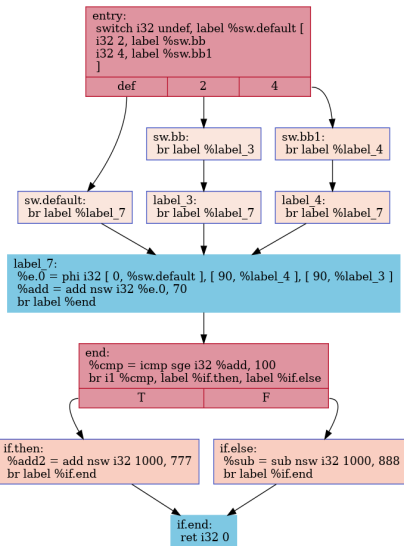 entry:
switch i32 undef, label %sw.default [
i32 2, label %sw.bb
i32 4, label %sw.bb1
]
def 2 4
sw.bb:
br label %label_3
sw.bb1:
br label %label_4
sw.default:
br label %label_7
label_3:
br label %label_7
label_4:
br label %label_7
label_7:
%e.0 = phi i32 [ 0, %sw.default ], [ 90, %label_4 ], [ 90, %label_3 ]
%add = add nsw i32 %e.0, 70
br label %end
end:
%cmp = icmp sge i32 %add, 100
br i1 %cmp, label %if.then, label %if.else
T F
if.then:
%add2 = add nsw i32 1000, 777
br label %if.end
if.else:
%sub = sub nsw i32 1000, 888
br label %if.end
if.end:
ret i32 0